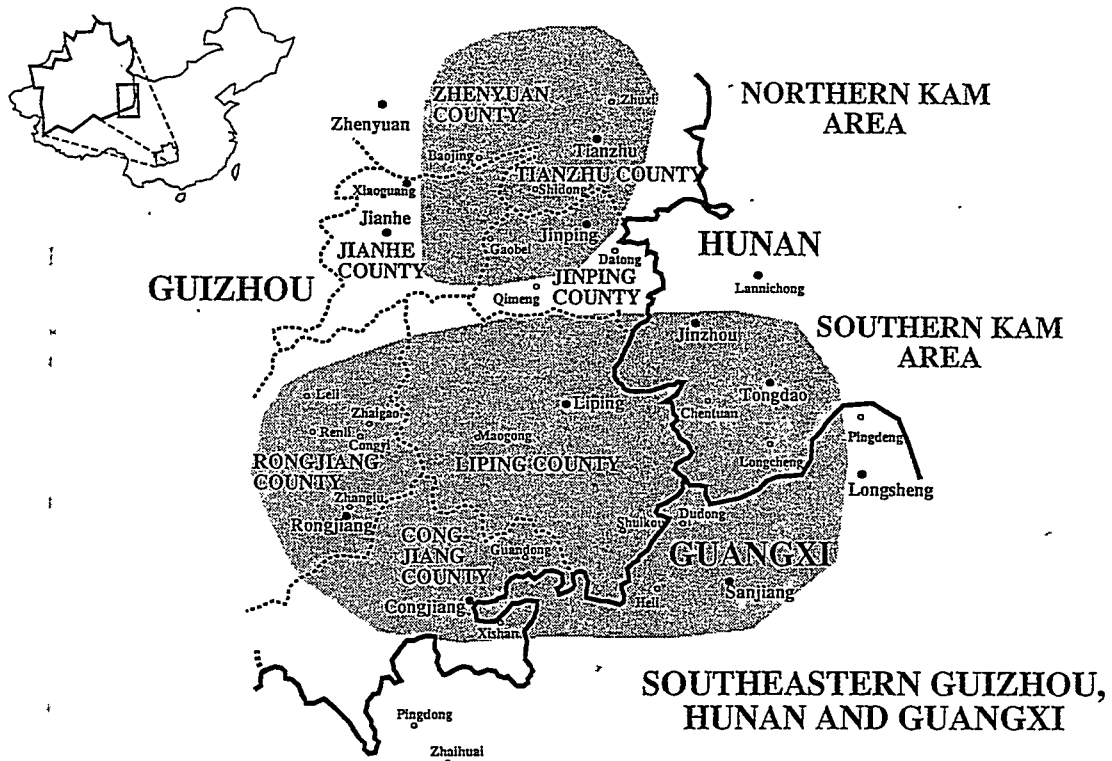 NORTHERN KAM
AREA
ZHENYUAN
COUNTY
Zhuxi
Zhenyuan
Tianzhu
Baojing
TIANZHU COUNTY
Xiaoguang
Shidong
Jianhe
Jinping
HUNAN
JIANHE
COUNTY
Gaobei
Datong
GUIZHOU
JINPING
COUNTY
Qimeng
Lannichong
SOUTHERN KAM
AREA
Jinzhou
Tongdao
Leli
Zhaigao
Liping
Chentuan
Renli
Congyi
Maogong
Pingdeng
RONGJIANG
COUNTY
LIPING COUNTY
Longcheng
Longsheng
Zhanglu
Rongjiang
Shuikou
Dudong
CONG
JIANG
COUNTY
Guandong
GUANGXI
Congjiang
Heli
Sanjiang
Xishan
SOUTHEASTERN GUIZHOU,
HUNAN AND GUANGXI
Pingdong
Zhaihuai